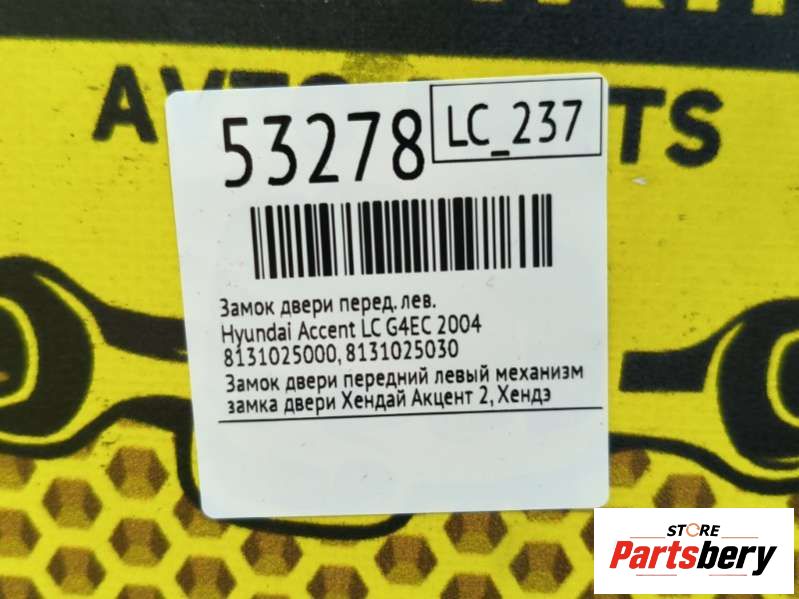 53278
LC_237
Замок двери перед. лев.
Hyundai Accent LC G4EC 2004
8131025000, 8131025030
Замок двери передний левый механизм
замка двери Хендай Акцент 2, Хендэ
STORE
Partsbery